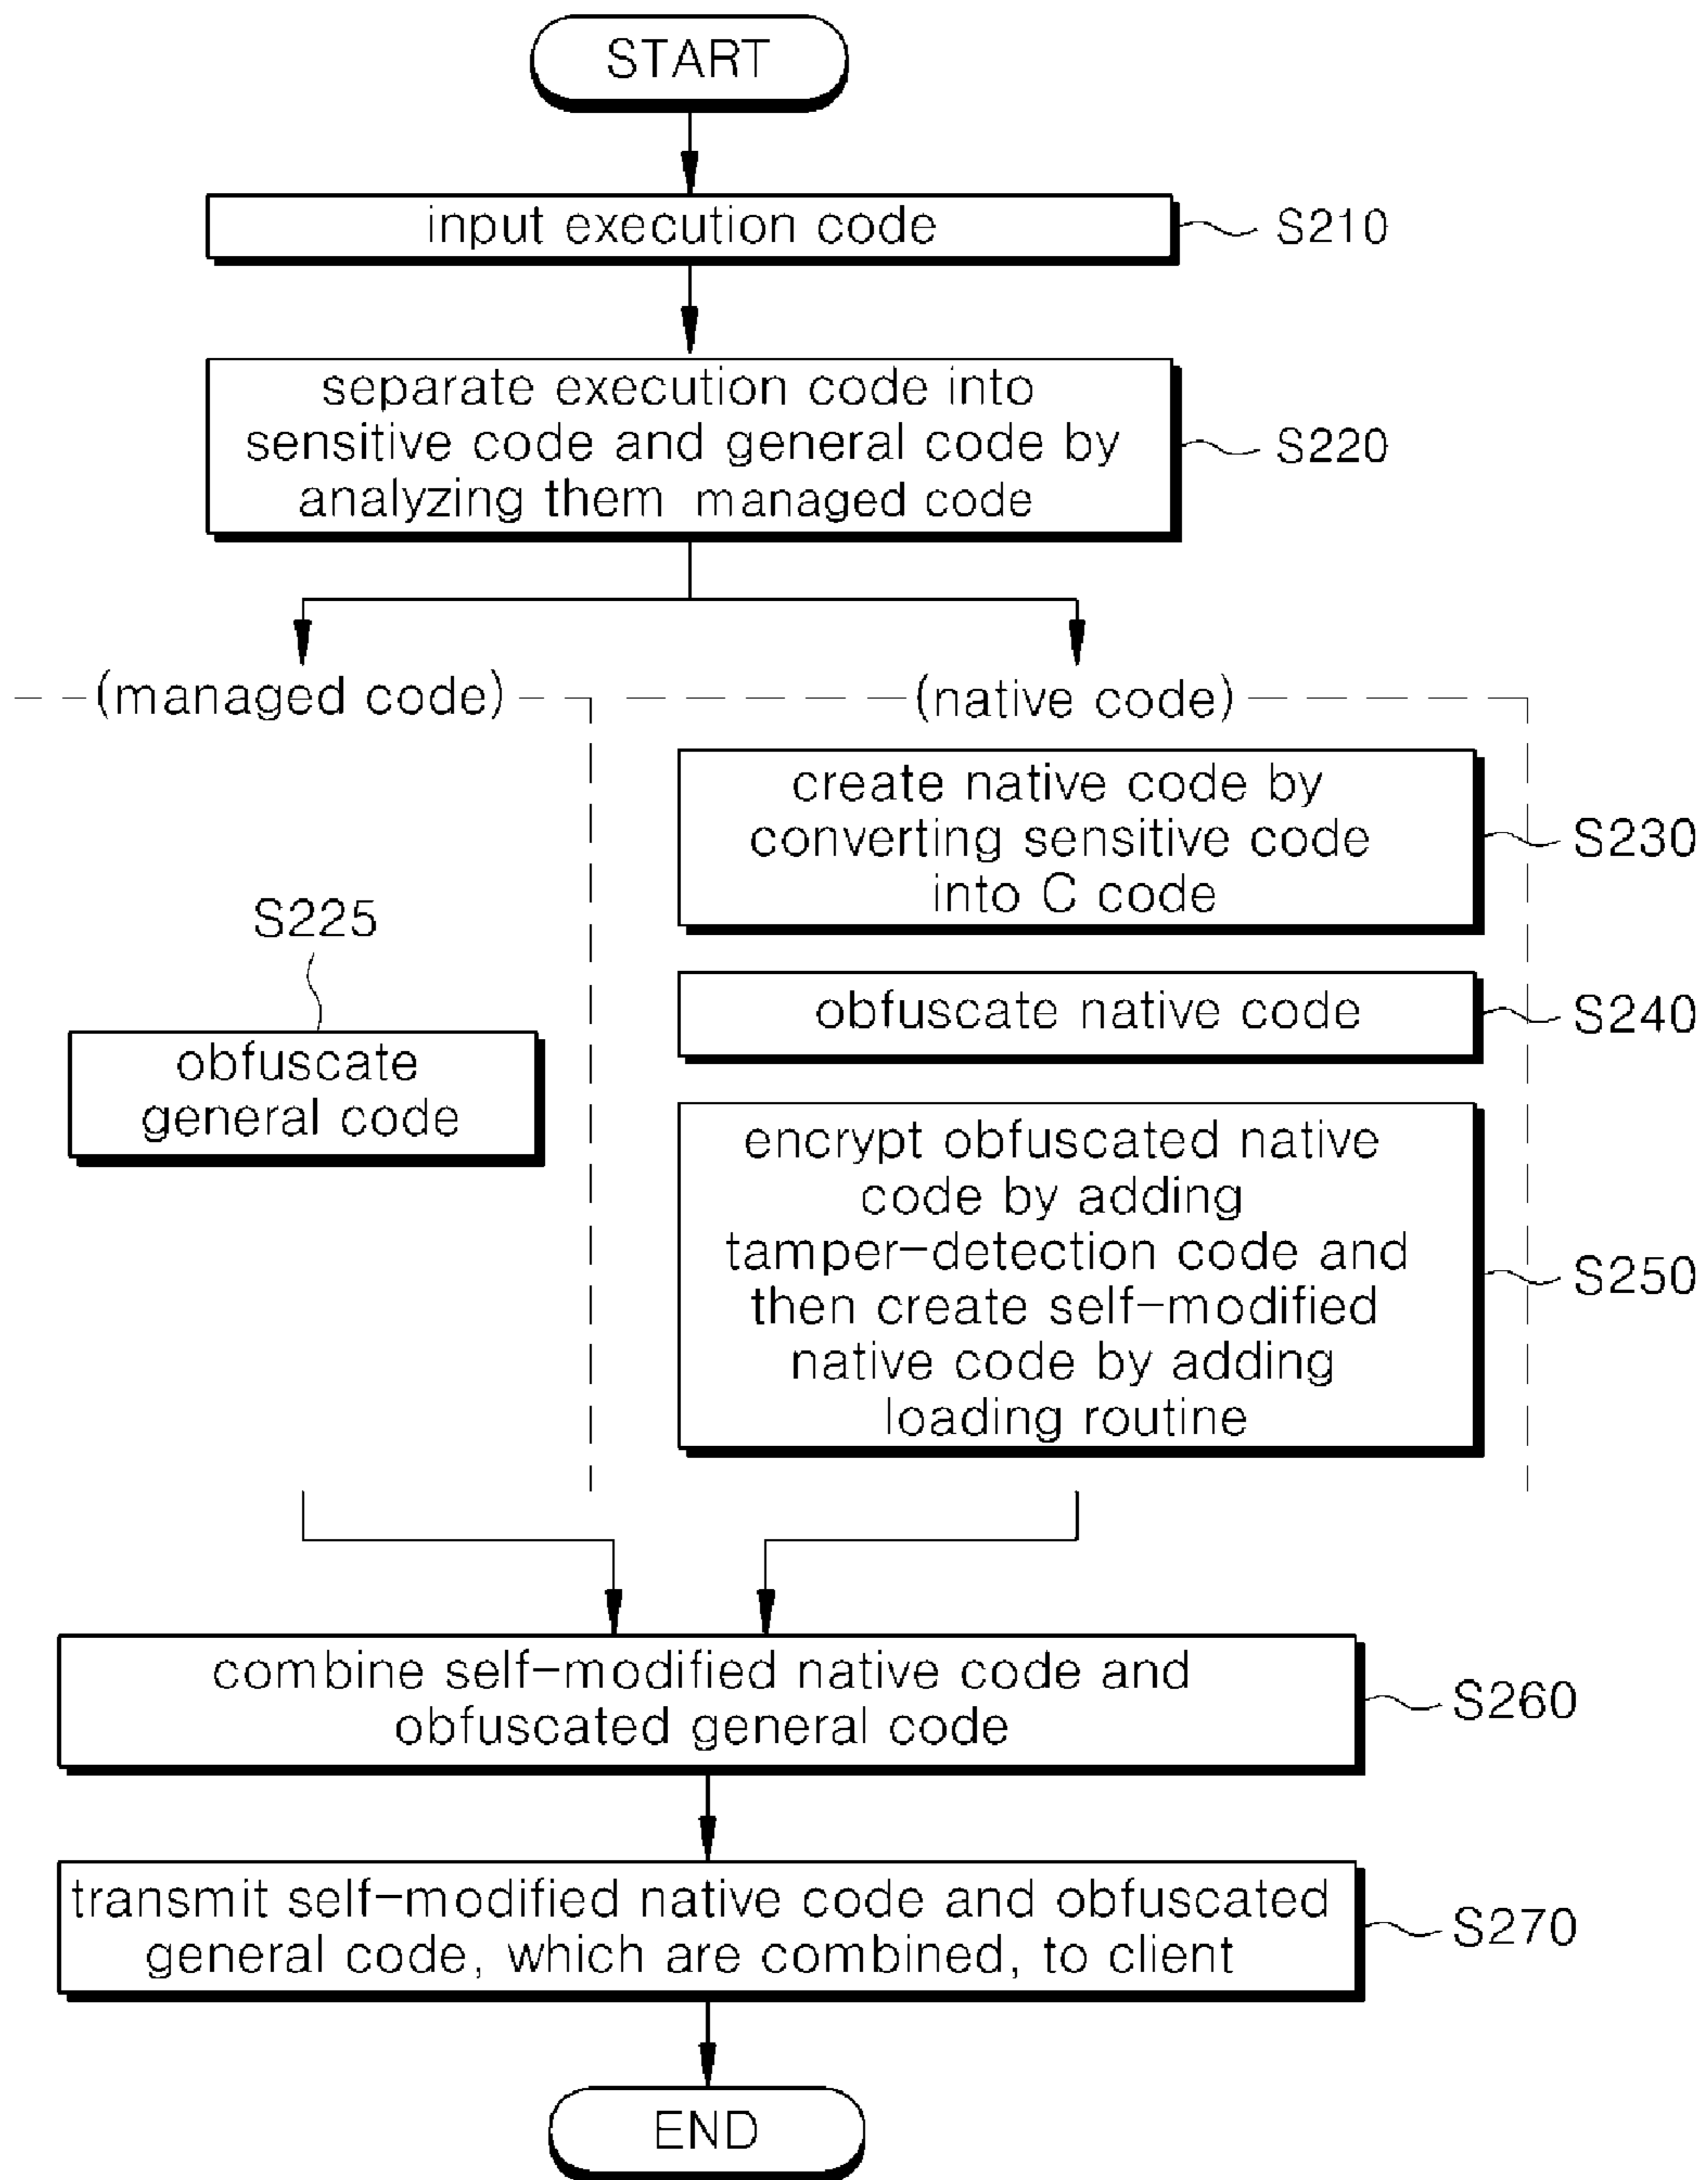 START
input execution code
S210
separate execution code into
sensitive code and general code by
analyzing them managed code
S220
(managed code)
(native code)
create native code by
converting sensitive code
into C code
S230
S225
obfuscate
general code
obfuscate native code
S240
encrypt obfuscated native
code by adding
tamper-detection code and
then create self-modified
native code by adding
loading routine
S250
combine self-modified native code and
obfuscated general code
S260
transmit self-modified native code and obfuscated
general code, which are combined, to client
S270
END